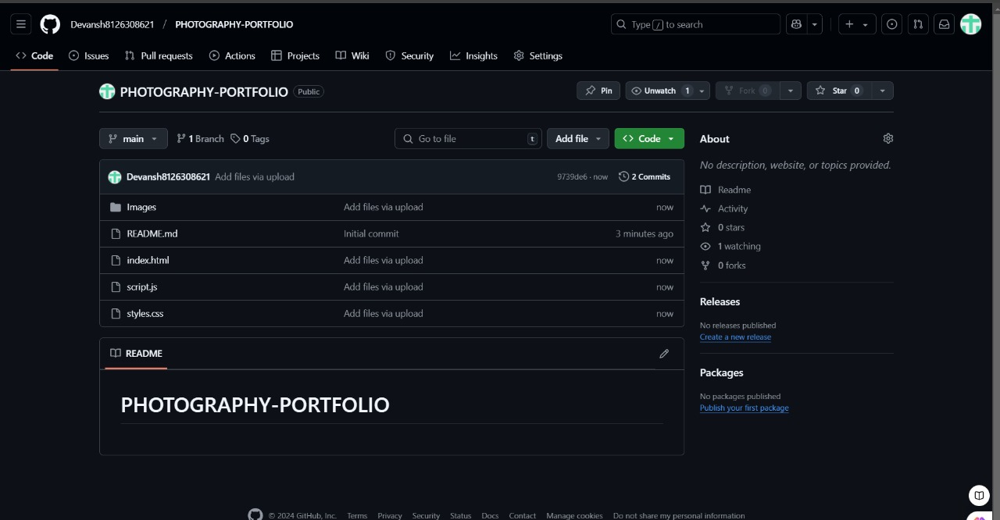 Devansh8126308621 / PHOTOGRAPHY-PORTFOLIO
Type / to search
Code Issues Pull requests Actions Projects Wiki Security Insights Settings
PHOTOGRAPHY-PORTFOLIO Public
Pin Unwatch 1 Fork 0 Star 0
main 1 Branch 0 Tags
Go to file t Add file Code
Devansh8126308621 Add files via upload 9739de6 · now 2 Commits
Images Add files via upload now
README.md Initial commit 3 minutes ago
index.html Add files via upload now
script.js Add files via upload now
styles.css Add files via upload now
README
PHOTOGRAPHY-PORTFOLIO
About
No description, website, or topics provided.
Readme
Activity
0 stars
1 watching
0 forks
Releases
No releases published
Create a new release
Packages
No packages published
Publish your first package
© 2024 GitHub, Inc. Terms Privacy Security Status Docs Contact Manage cookies Do not share my personal information